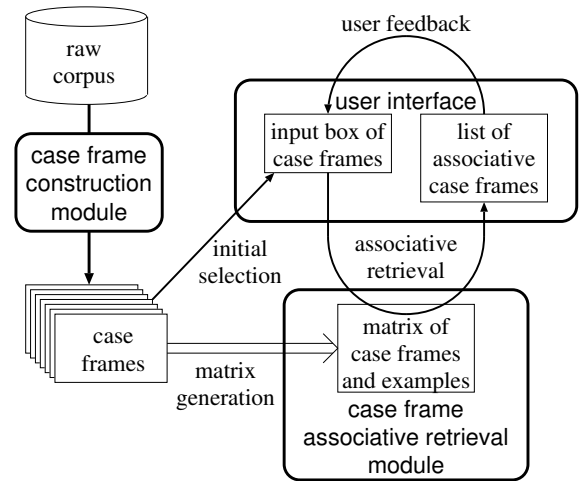 raw
corpus
case frame
construction
module
case
frames
user feedback
user interface
input box of
case frames
list of
associative
case frames
initial
selection
associative
retrieval
matrix
generation
matrix of
case frames
and examples
case frame
associative retrieval
module